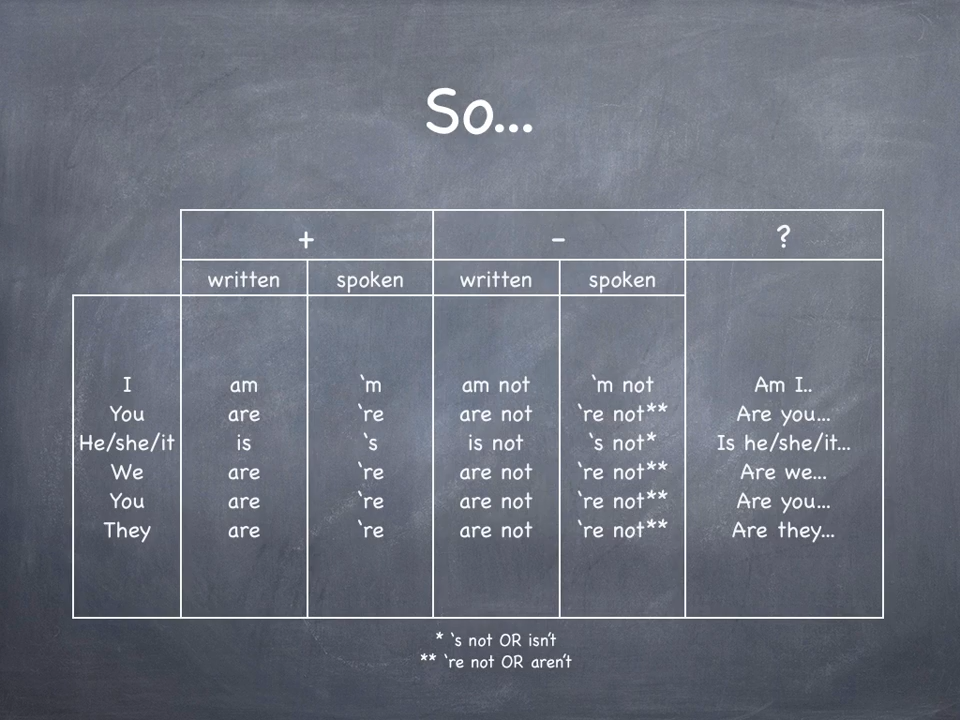 So...
+ - ?
written spoken written spoken
I am `m am not `m not Am I..
You are `re are not `re not** Are you...
He/she/it is `s is not `s not* Is he/she/it...
We are `re are not `re not** Are we...
You are `re are not `re not** Are you...
They are `re are not `re not** Are they...
* `s not OR isn't
** `re not OR aren't